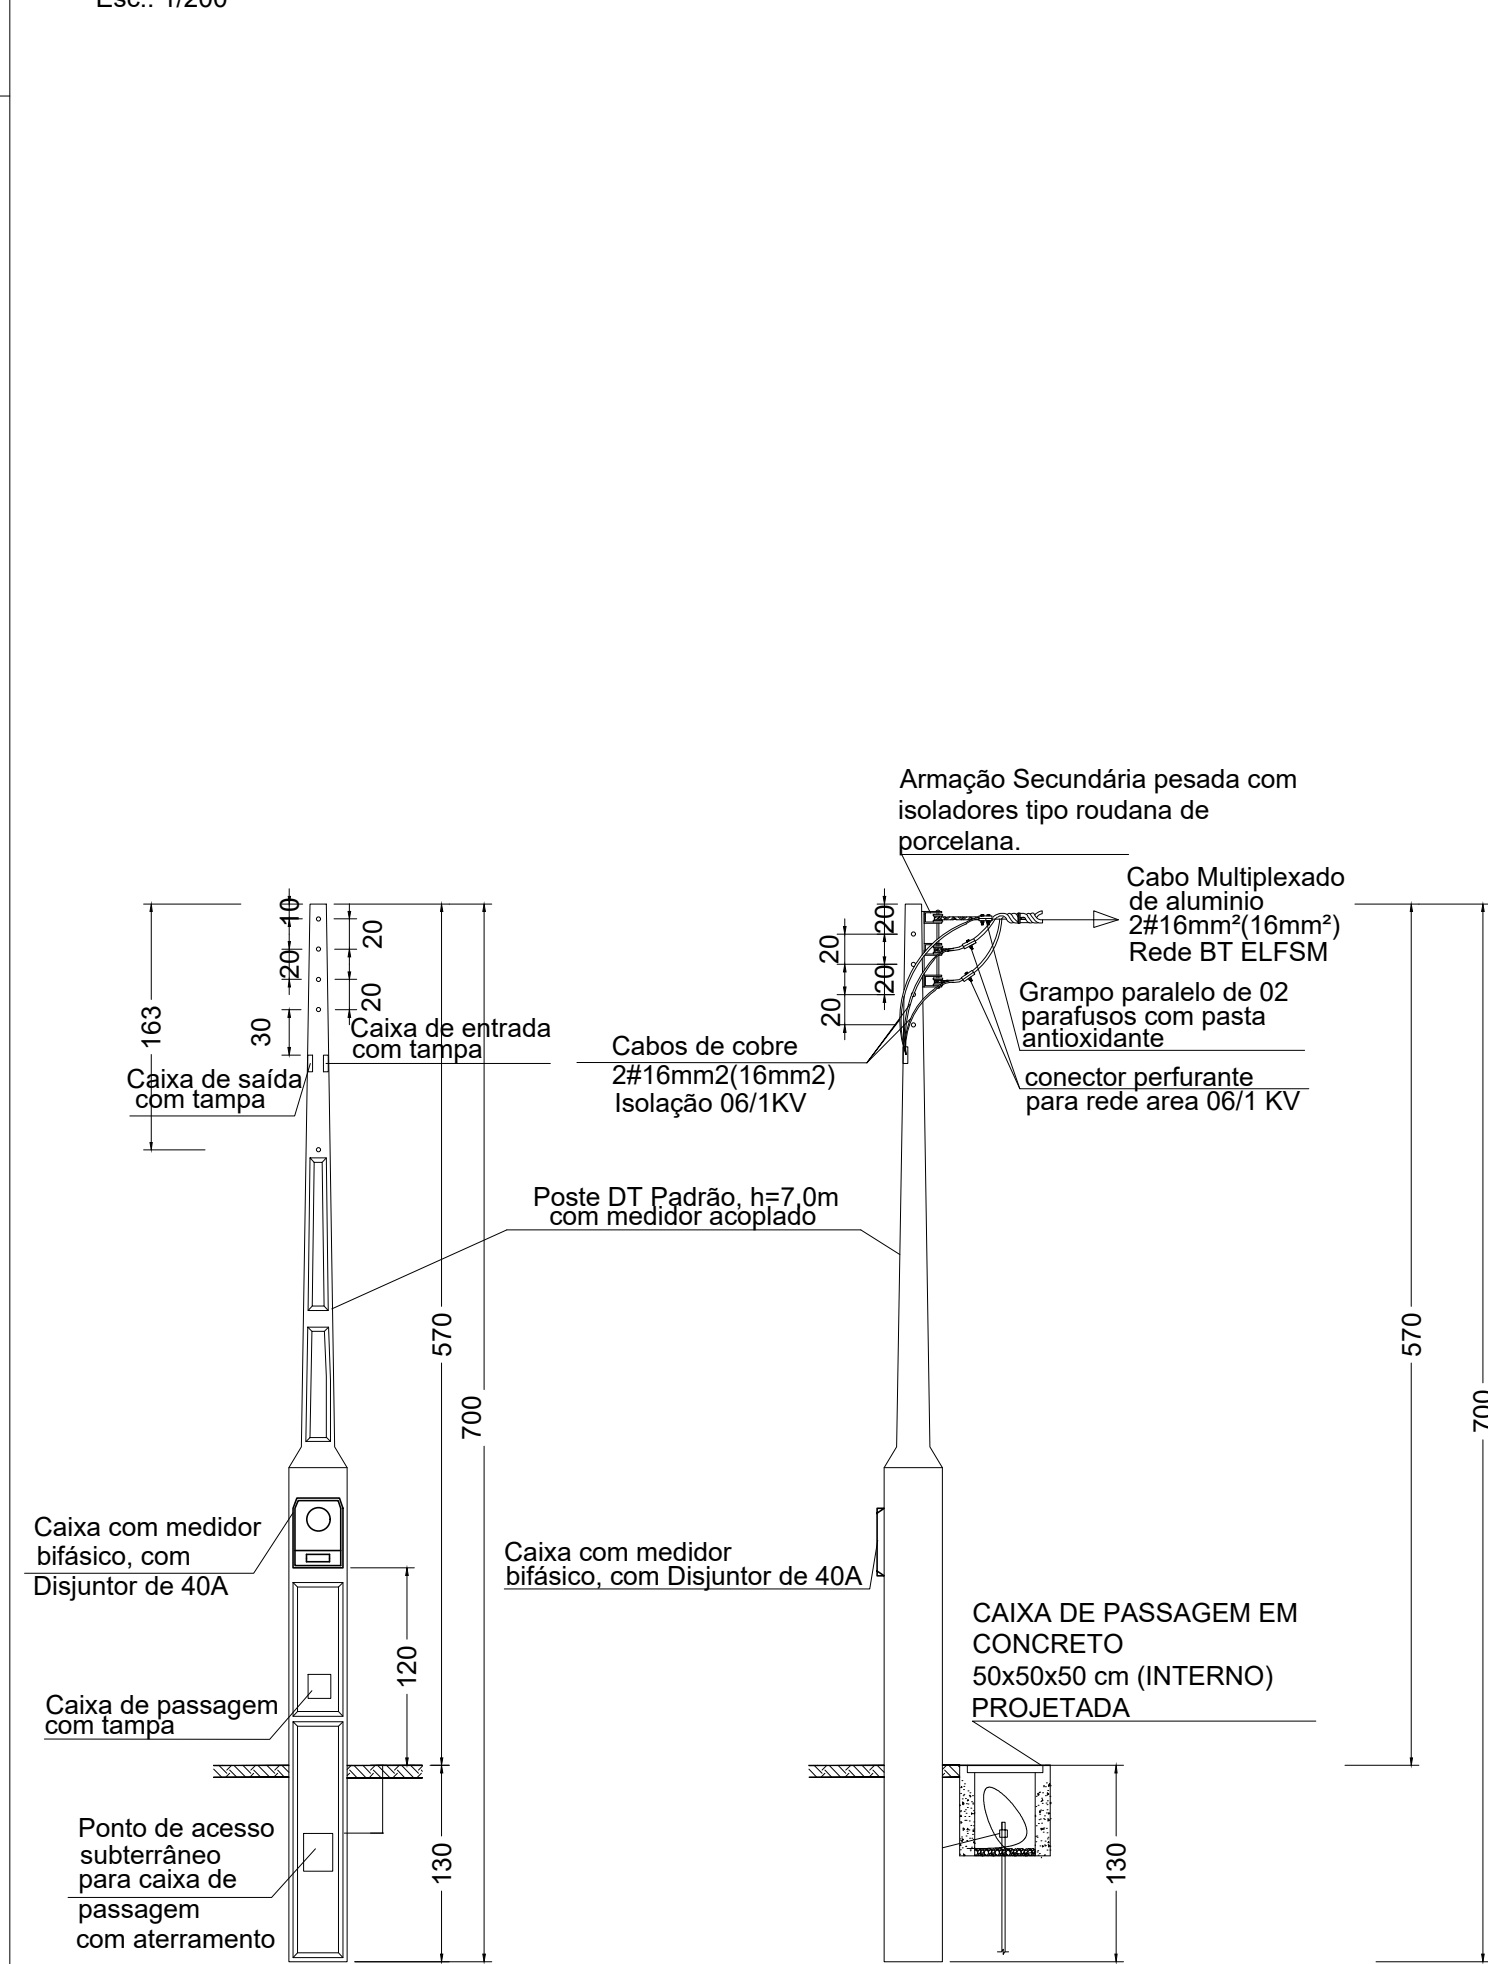 Esc.: 1/200
Armação Secundária pesada com
isoladores tipo roudana de
porcelana.
Cabo Multiplexado
de aluminio
2#16mm²(16mm²)
Rede BT ELFSM
Grampo paralelo de 02
parafusos com pasta
antioxidante
conector perfurante
para rede area 06/1 KV
10
20
20
20
30
163
20
20
20
20
Caixa de entrada
com tampa
Caixa de saída
com tampa
Cabos de cobre
2#16mm2(16mm2)
Isolação 06/1KV
Poste DT Padrão, h=7,0m
com medidor acoplado
570
700
570
700
Caixa com medidor
bifásico, com
Disjuntor de 40A
Caixa com medidor
bifásico, com Disjuntor de 40A
CAIXA DE PASSAGEM EM
CONCRETO
50x50x50 cm (INTERNO)
PROJETADA
120
Caixa de passagem
com tampa
Ponto de acesso
subterrâneo
para caixa de
passagem
com aterramento
130
130